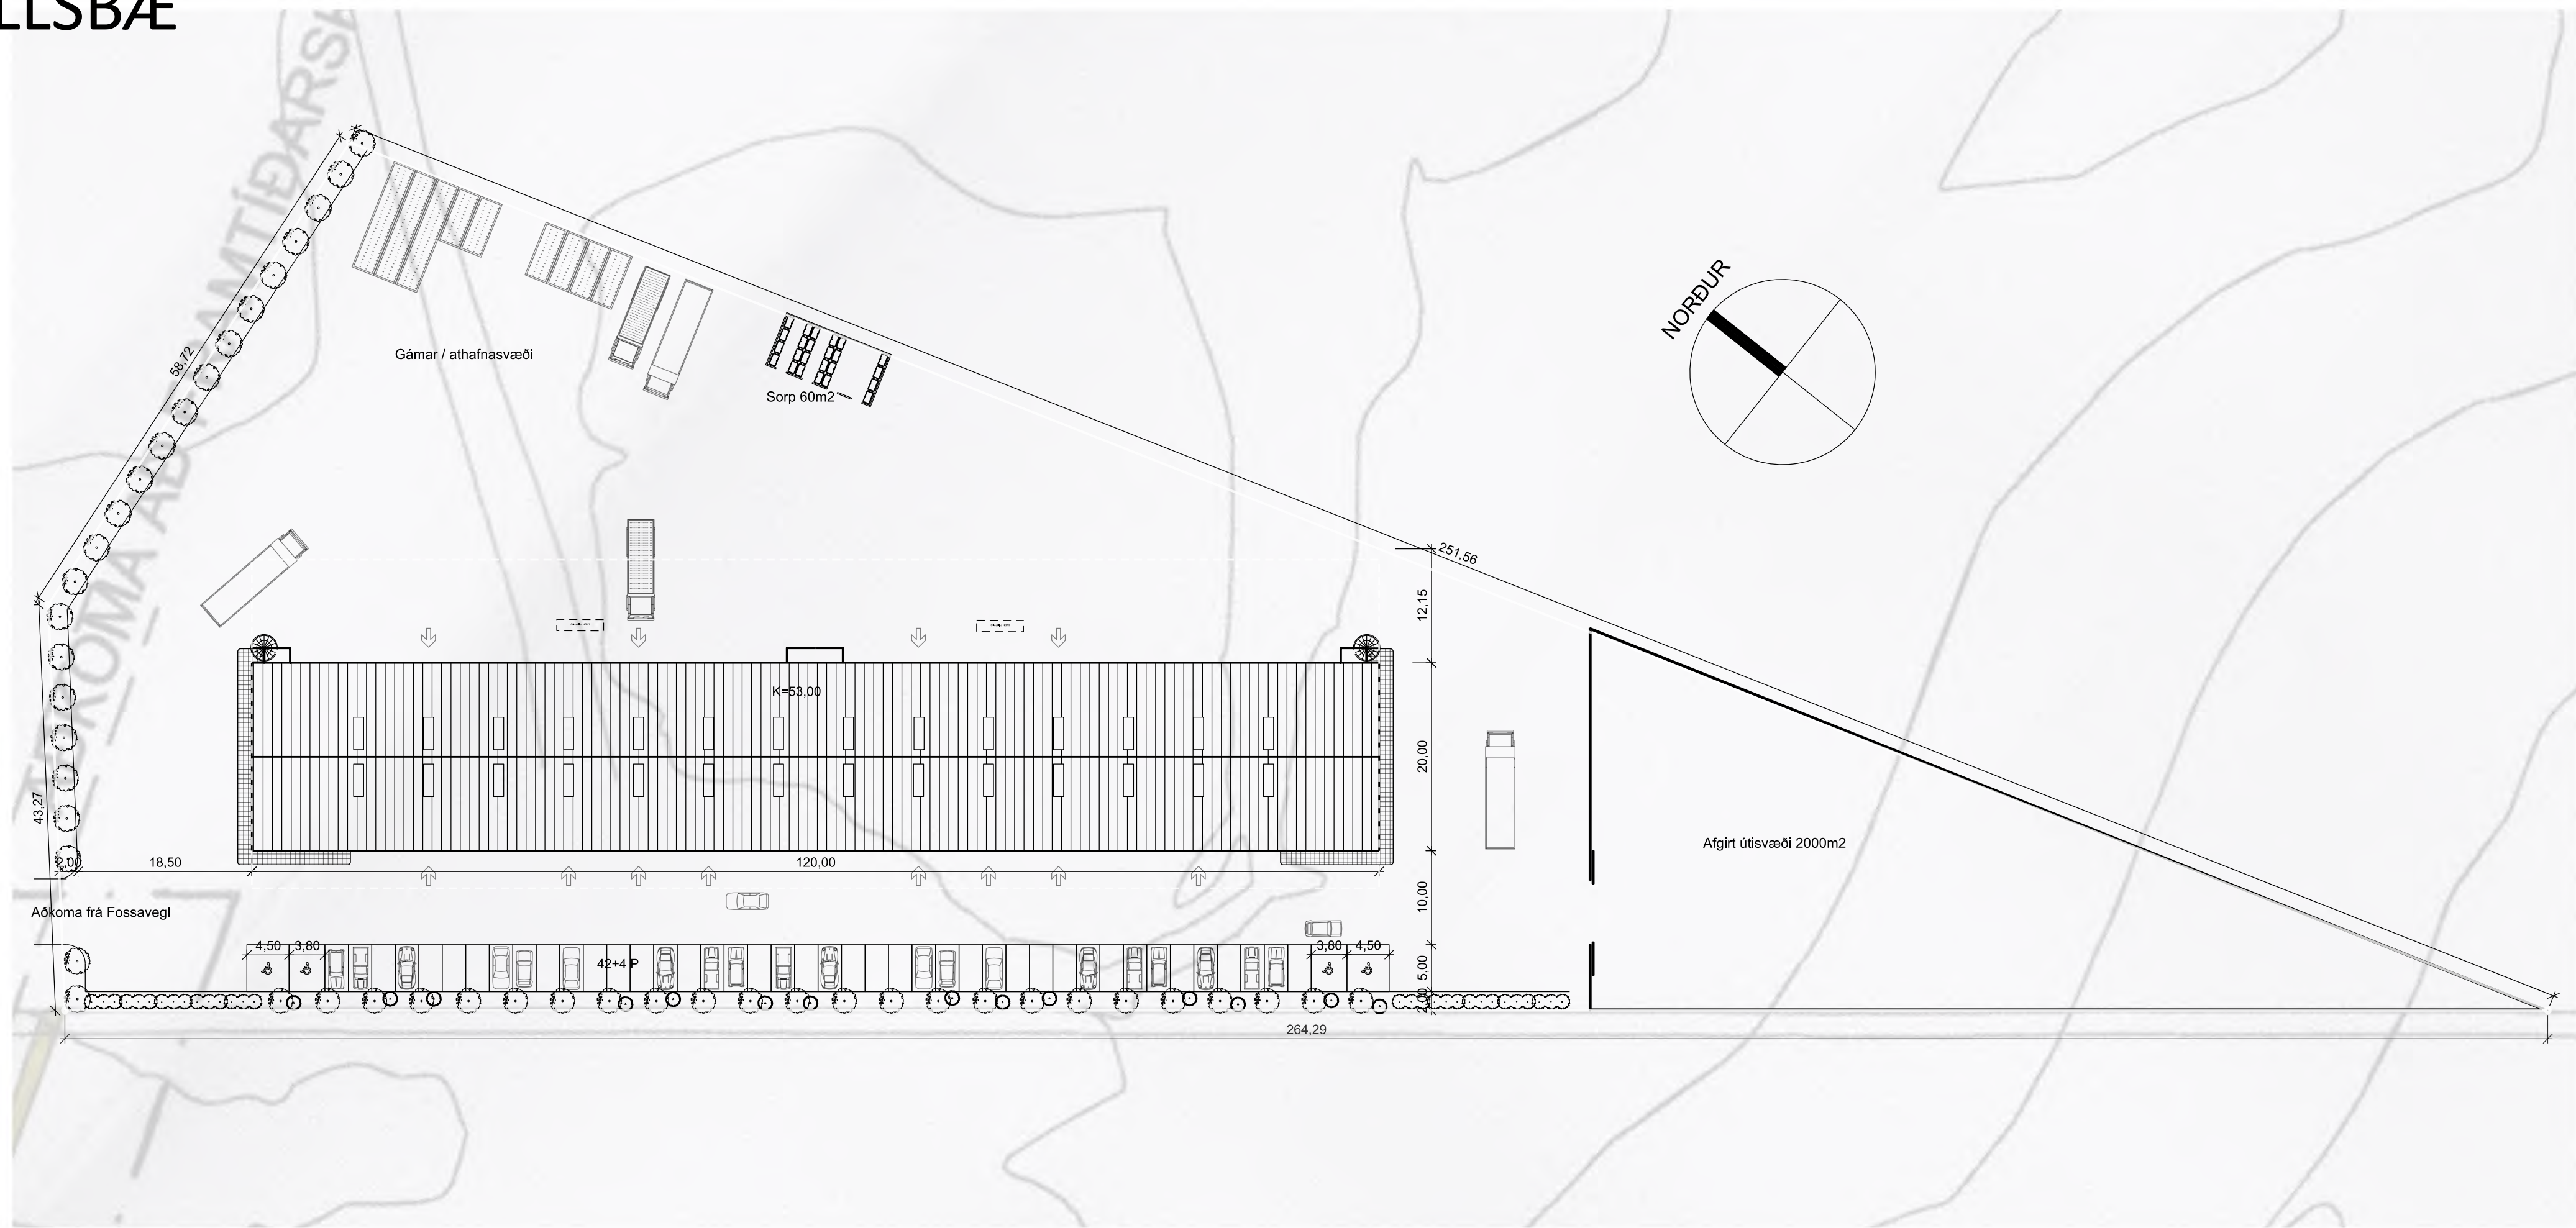 LLSBÆ
NORÐUR
58,72
Gámar / athafnasvæði
Sorp 60m2
251,56
12,15
K=53,00
20,00
43,27
Afgirt útisvæði 2000m2
2,00
18,50
120,00
10,00
Aðkoma frá Fossavegi
4,50
3,80
42+4 P
3,80
4,50
5,00
2,00
264,29